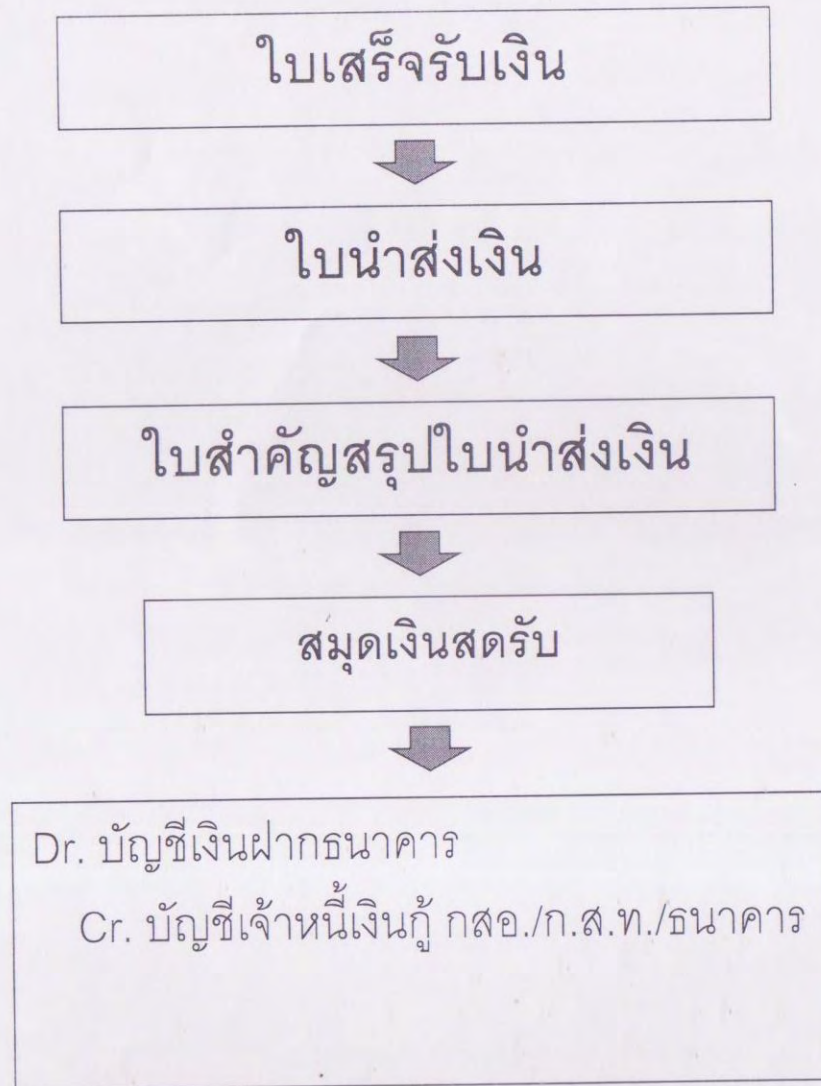 ใบเสร็จรับเงิน
ใบนำส่งเงิน
ใบสำคัญสรุปใบนำส่งเงิน
สมุดเงินสดรับ
Dr. บัญชีเงินฝากธนาคาร
Cr. บัญชีเจ้าหนี้เงินกู้ กสอ./ก.ส.ท./ธนาคาร